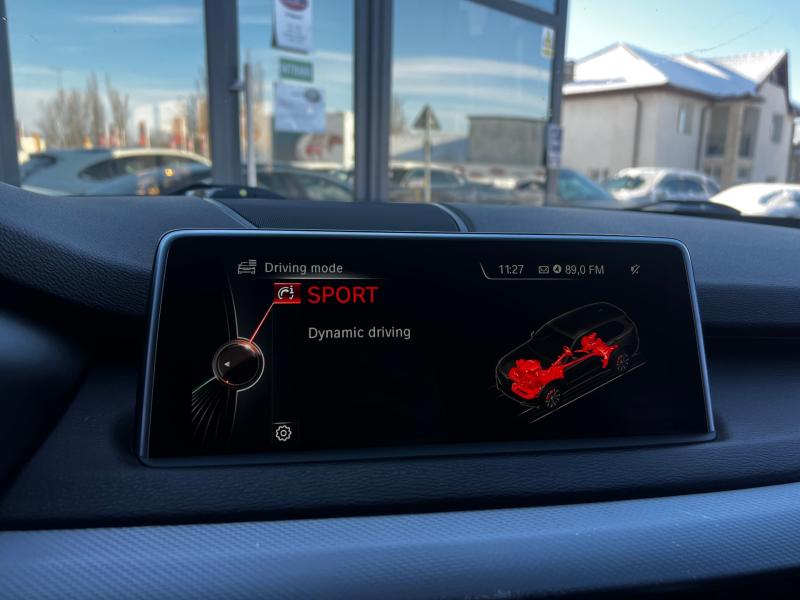 Driving mode
11:27 89,0 FM
SPORT
Dynamic driving